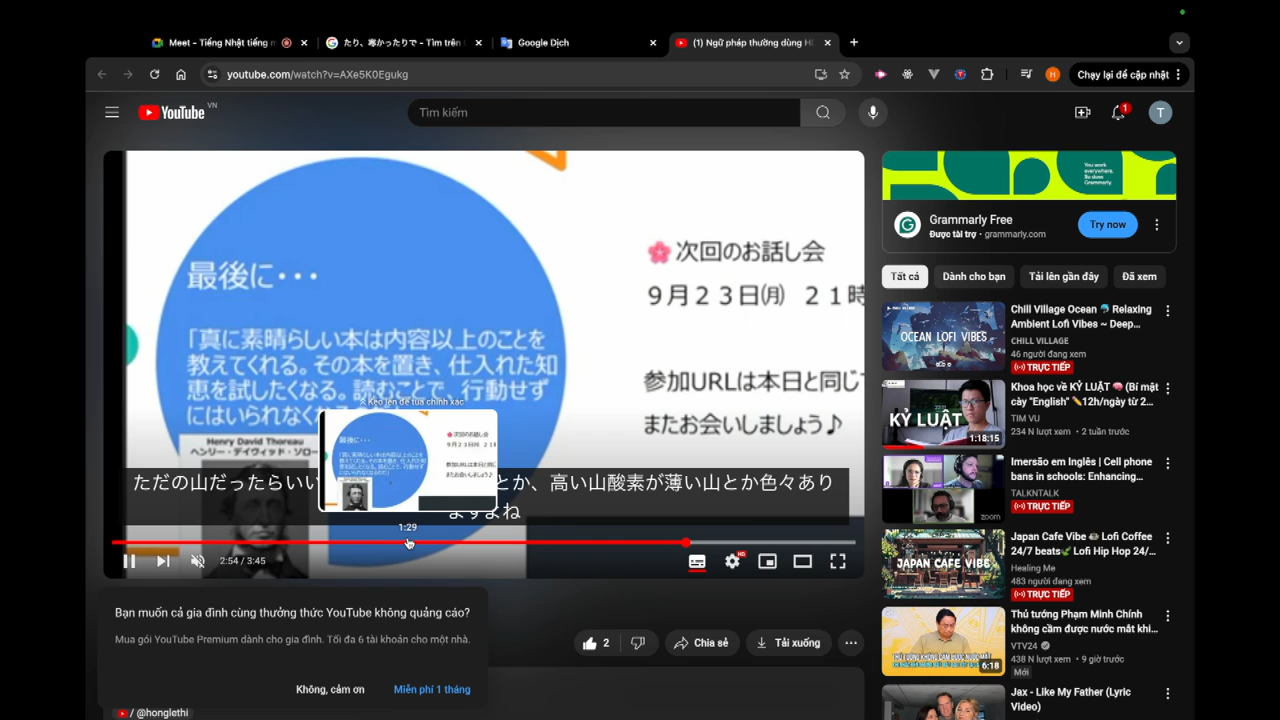 Meet - Tiếng Nhật tiếng
たり、寒かったりで - Tìm trên
Google Dịch
(1) Ngữ pháp thường dùng
youtube.com/watch?v=AXe5K0Egukg
Chạy lại để cập nhật
YouTube VN
Tìm kiếm
1
T
最後に・・・
「真に素晴らしい本は内容以上のことを
教えてくれる。その本を置き、仕入れた知
恵を試したくなる。読むことで、行動せず
にはいられなく
Henry David Thoreau
ヘンリー・デイヴィッド・ソロー
🌸次回のお話し会
９月２３日㈪ ２１時
参加URLは本日と同じ
またお会いしましょう♪
Kéo lên để tua chính xác
ただの山だったらいい
とか、高い山酸素が薄い山とか色々あり
ますよね
1:29
2:54 / 3:45
HD
Bạn muốn cả gia đình cùng thưởng thức YouTube không quảng cáo?
Mua gói YouTube Premium dành cho gia đình. Tối đa 6 tài khoản cho một nhà.
Không, cảm ơn
Miễn phí 1 tháng
2
Chia sẻ
Tải xuống
/ @honglethi
You work
everywhere.
So does
Grammarly.
Grammarly Free
Được tài trợ · grammarly.com
Try now
Tất cả
Dành cho bạn
Tải lên gần đây
Đã xem
OCEAN LOFI VIBES
Chill Village Ocean 🐬 Relaxing
Ambient Lofi Vibes ~ Deep...
CHILL VILLAGE
46 người đang xem
TRỰC TIẾP
KỶ LUẬT
1:18:15
Khoa học về KỶ LUẬT 🧠 (Bí mật
cày "English" ✏️12h/ngày từ 2...
TIM VU
234 N lượt xem · 2 tuần trước
zoom
Imersão em Inglês | Cell phone
bans in schools: Enhancing...
TALKNTALK
TRỰC TIẾP
JAPAN CAFE VIBE
Japan Cafe Vibe ☕ Lofi Coffee
24/7 beats🌿 Lofi Hip Hop 24/...
Healing Me
483 người đang xem
TRỰC TIẾP
6:18
Thủ tướng Phạm Minh Chính
không cầm được nước mắt khi...
VTV24
438 N lượt xem · 9 giờ trước
Mới
Jax - Like My Father (Lyric
Video)